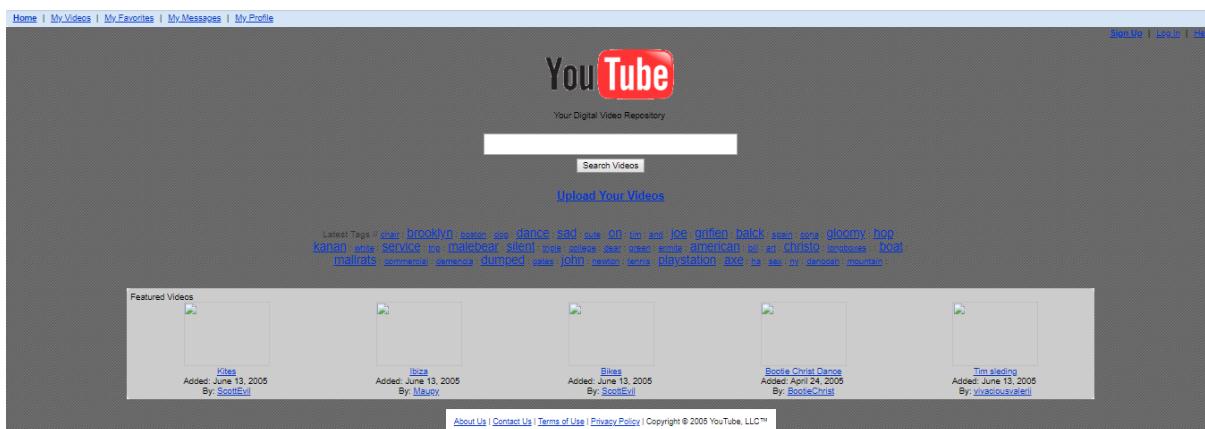 Home | My Videos | My Favorites | My Messages | My Profile
Sign Up | Log In | He
YouTube
Your Digital Video Repository
Search Videos
Upload Your Videos
Latest Tags // chair : brooklyn : boston : dog : dance : sad : cute : on : tim : and : joe : grifien : balck : spain : : gloomy : hop :
kanan : white : service : trip : malebear : silent : triple : college : dear : green : ermita : american : bil : art : christo : longboxes : : boat :
mallrats : commercial : demencia : dumped : : john : newton : tennis : playstation : axe : ha : sex : ny : danodan : mountain :
Featured Videos
Kites
Added: June 13, 2005
By: ScottEvil
Ibiza
Added: June 13, 2005
By: Maupy
Bikes
Added: June 13, 2005
By: ScottEvil
Bootie Christ Dance
Added: April 24, 2005
By: BootieChrist
Tim sleding
Added: June 13, 2005
By: vivaciousvalerii
About Us | Contact Us | Terms of Use | Privacy Policy | Copyright © 2005 YouTube, LLC™